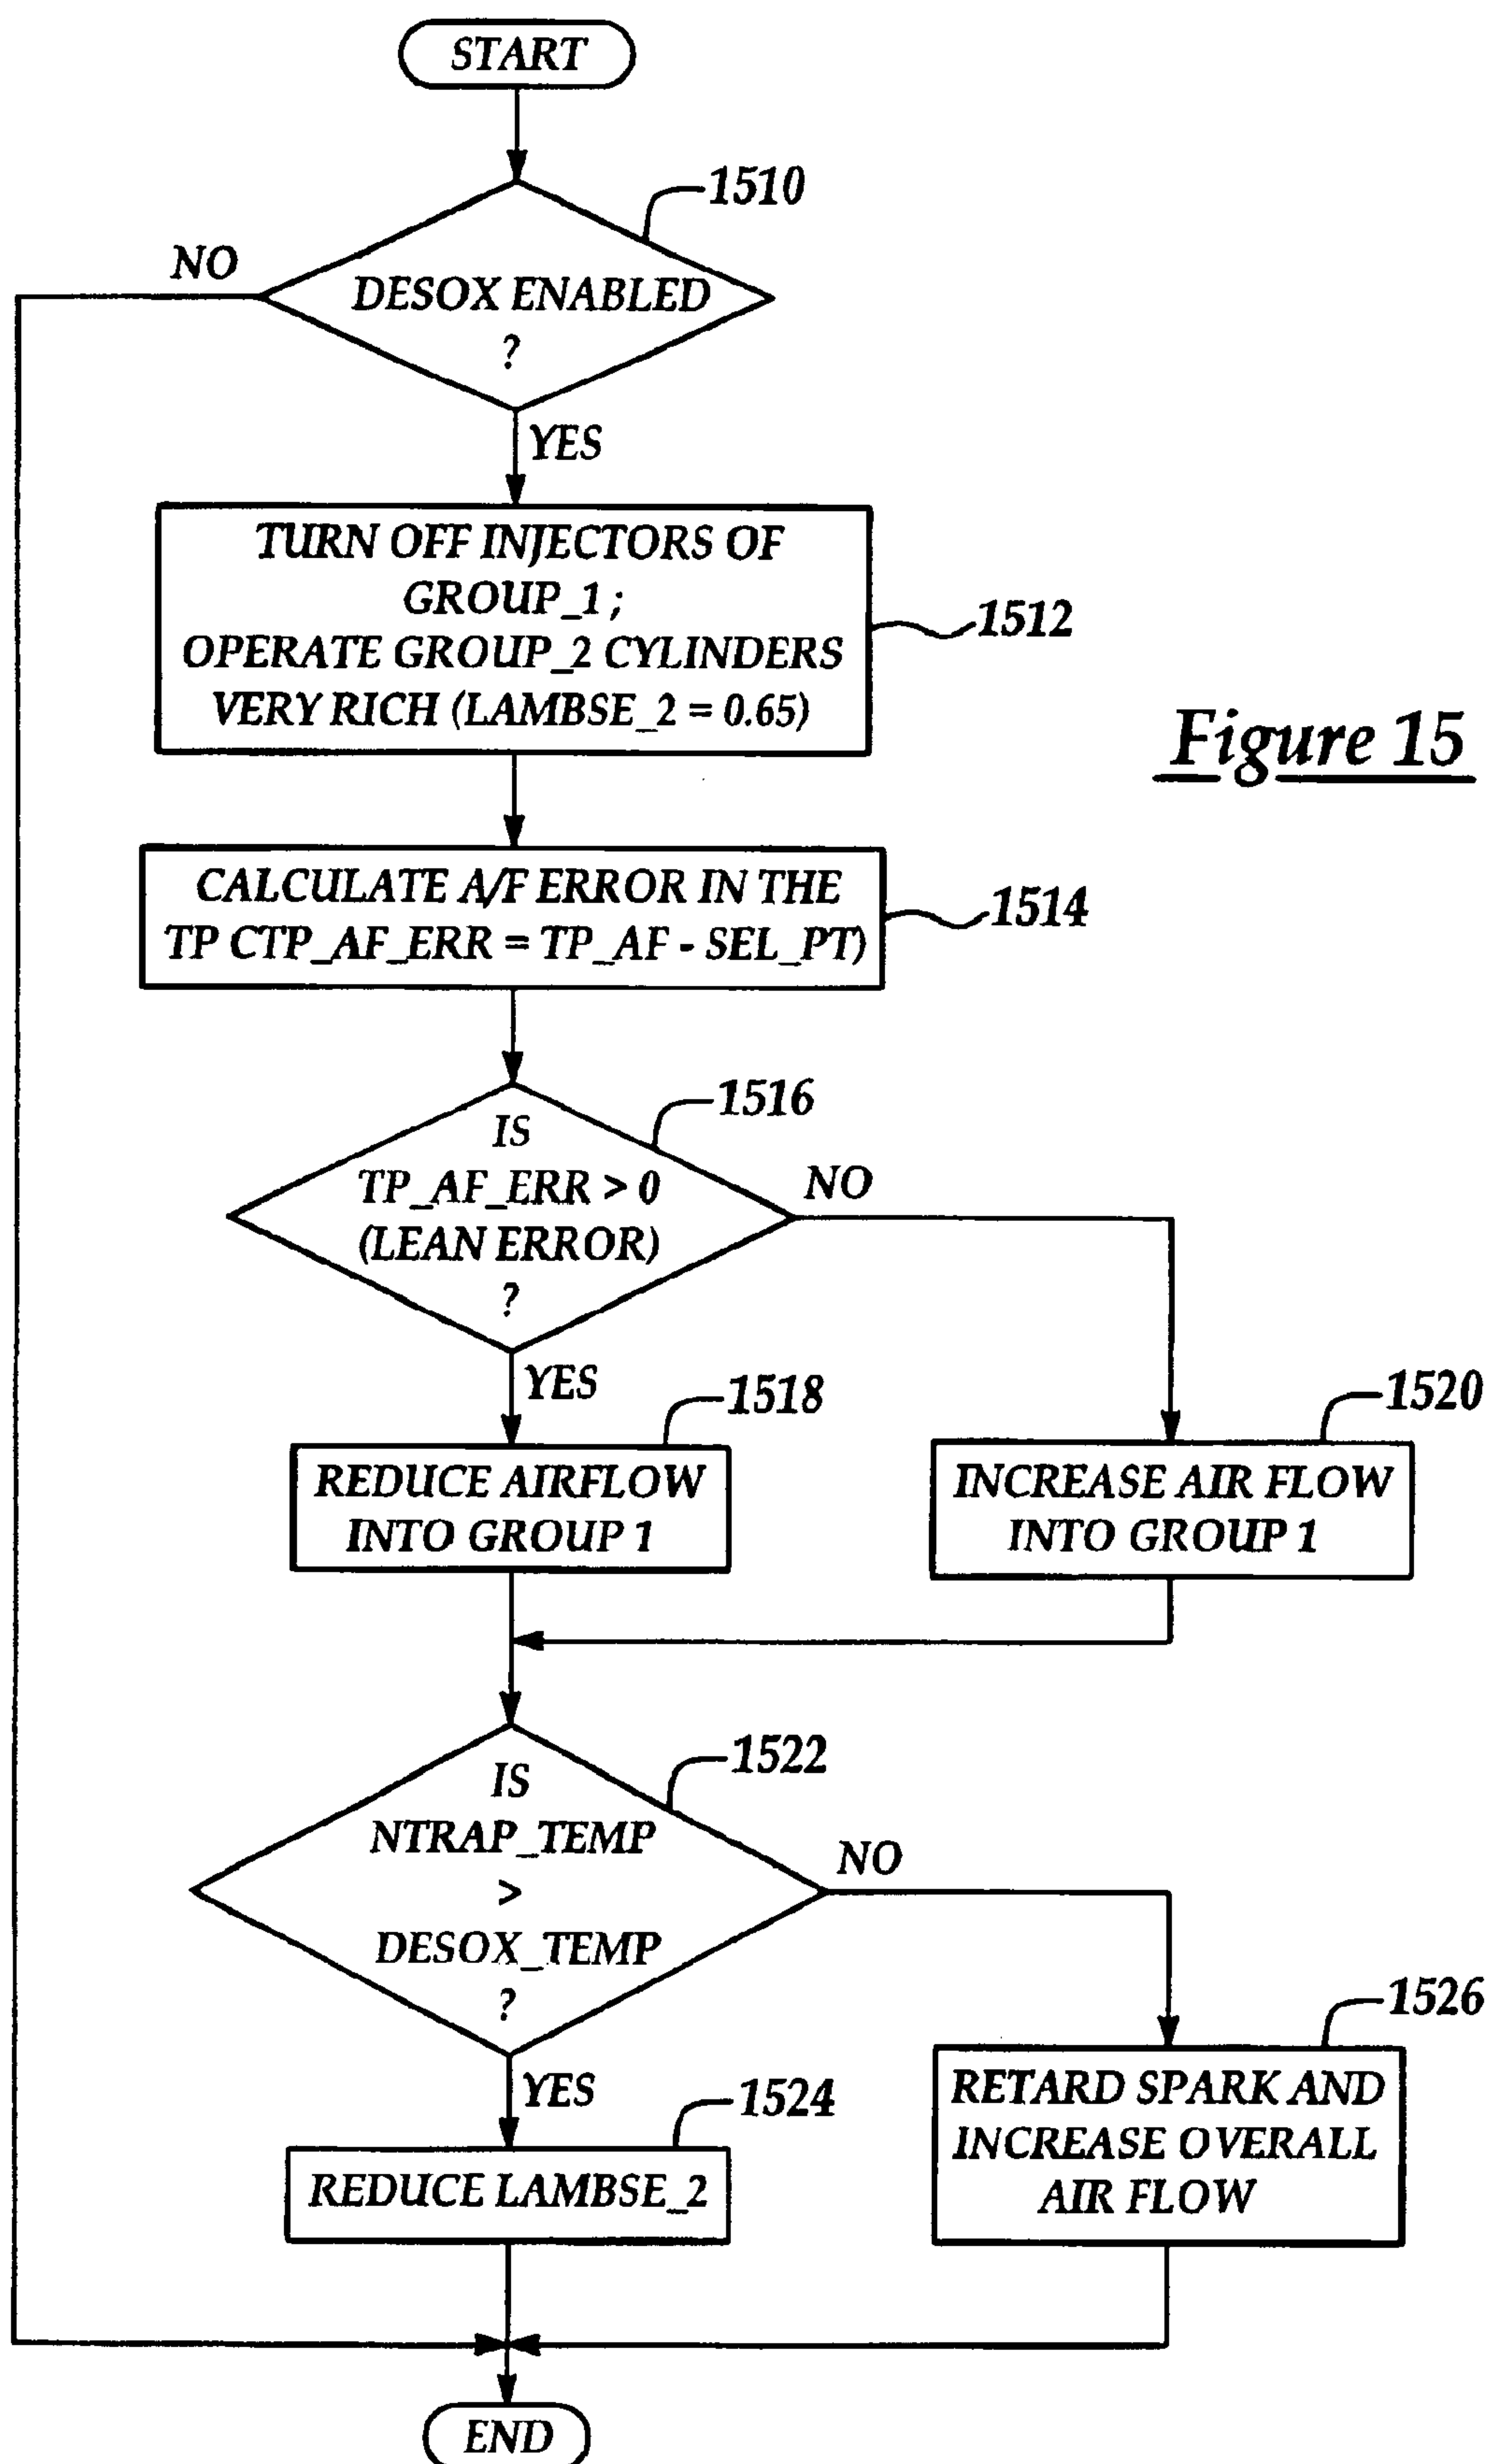 START
1510
NO
DESOX ENABLED
?
YES
TURN OFF INJECTORS OF
GROUP_1 ;
OPERATE GROUP_2 CYLINDERS
VERY RICH (LAMBSE_2 = 0.65)
1512
Figure 15
CALCULATE A/F ERROR IN THE
TP CTP_AF_ERR = TP_AF - SEL_PT)
1514
IS
TP_AF_ERR > 0
(LEAN ERROR)
?
1516
NO
YES
1518
REDUCE AIRFLOW
INTO GROUP 1
1520
INCREASE AIR FLOW
INTO GROUP 1
1522
IS
NTRAP_TEMP
>
DESOX_TEMP
?
NO
YES
1524
REDUCE LAMBSE_2
1526
RETARD SPARK AND
INCREASE OVERALL
AIR FLOW
END